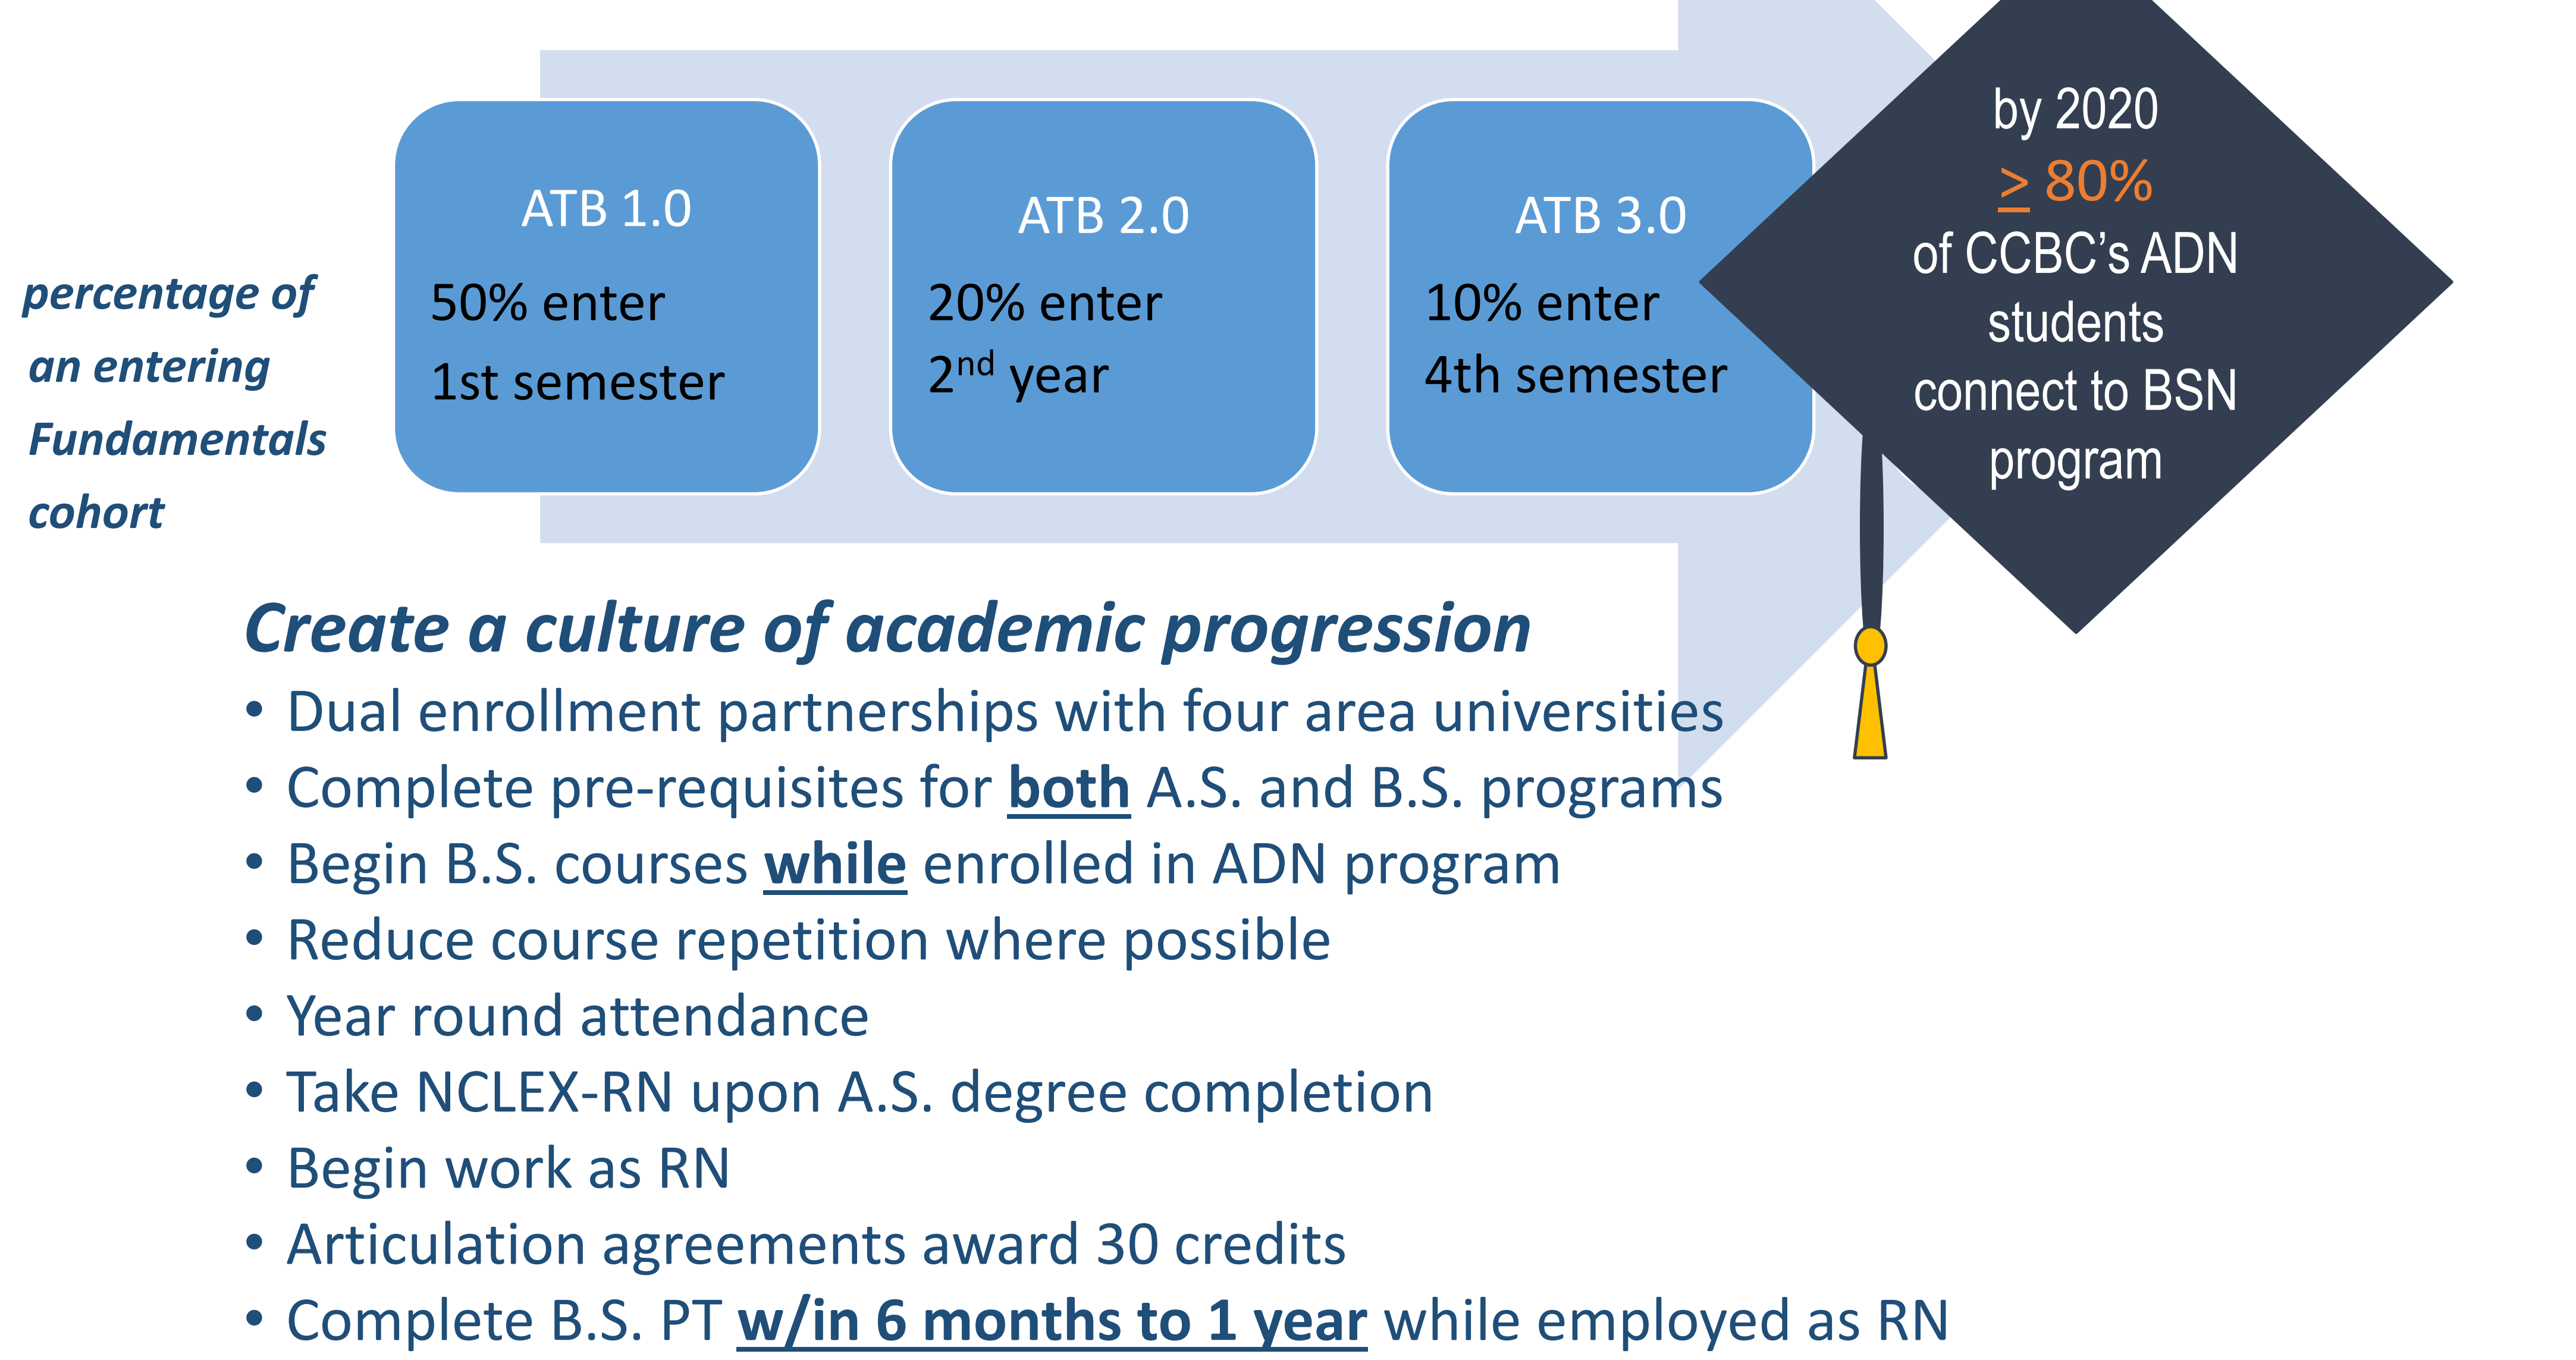 percentage of
an entering
Fundamentals
cohort
ATB 1.0
50% enter
1st semester
ATB 2.0
20% enter
2nd year
ATB 3.0
10% enter
4th semester
by 2020
≥ 80%
of CCBC’s ADN
students
connect to BSN
program
Create a culture of academic progression
• Dual enrollment partnerships with four area universities
• Complete pre-requisites for both A.S. and B.S. programs
• Begin B.S. courses while enrolled in ADN program
• Reduce course repetition where possible
• Year round attendance
• Take NCLEX-RN upon A.S. degree completion
• Begin work as RN
• Articulation agreements award 30 credits
• Complete B.S. PT w/in 6 months to 1 year while employed as RN